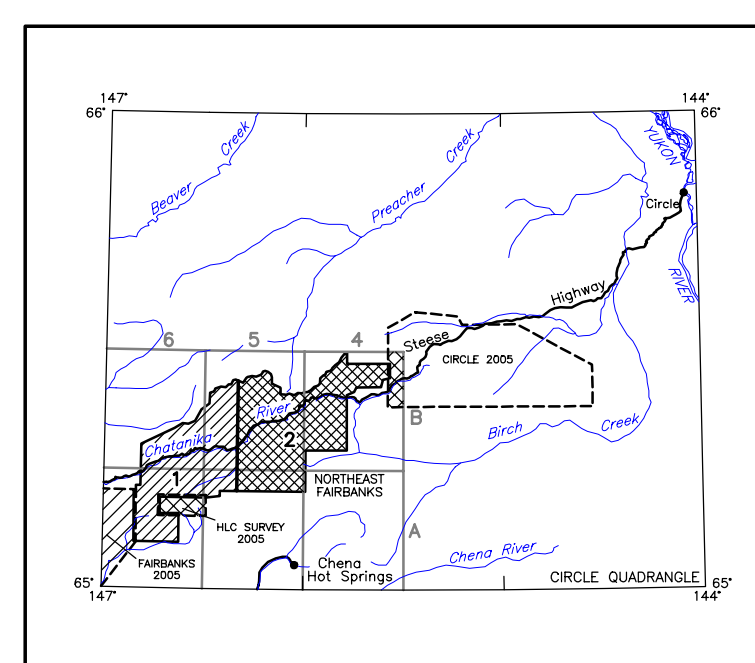 147°
144°
66°
66°
YUKON
Beaver Creek
Preacher Creek
Circle
RIVER
Steese Highway
6
5
4
CIRCLE 2005
Chatanika River
2
B
Birch Creek
1
NORTHEAST
FAIRBANKS
HLC SURVEY
2005
A
FAIRBANKS
2005
Chena
Hot Springs
Chena River
CIRCLE QUADRANGLE
65°
65°
147°
144°